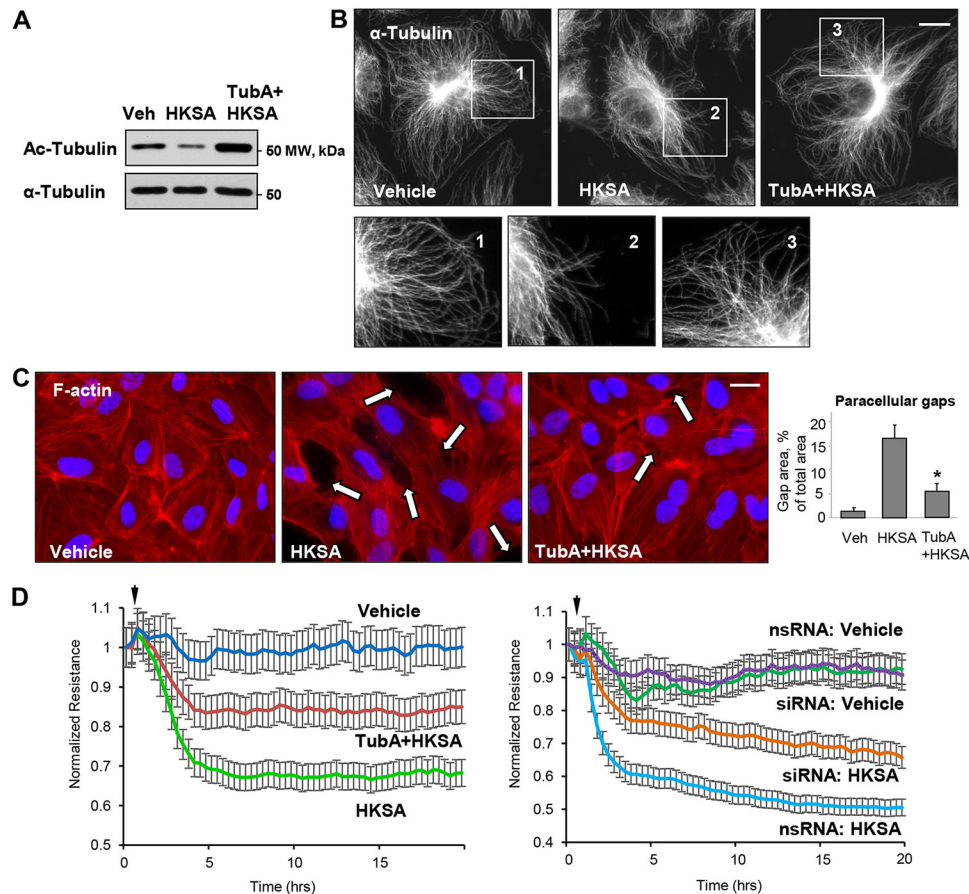 A
Veh HKSA TubA+
HKSA
Ac-Tubulin
50 MW, kDa
α-Tubulin
50
B
α-Tubulin
1
Vehicle
2
HKSA
3
TubA+HKSA
1
2
3
C
F-actin
Vehicle
HKSA
TubA+HKSA
Paracellular gaps
Gap area, %
of total area
20
15
10
5
0
Veh HKSA TubA
+HKSA
D
Normalized Resistance
1.1
1
0.9
0.8
0.7
0.6
0.5
Vehicle
TubA+HKSA
HKSA
0 5 10 15
Time (hrs)
Normalized Resistance
1.1
1.0
0.9
0.8
0.7
0.6
0.5
0.4
nsRNA: Vehicle
siRNA: Vehicle
siRNA: HKSA
nsRNA: HKSA
0 5 10 15 20
Time (hrs)